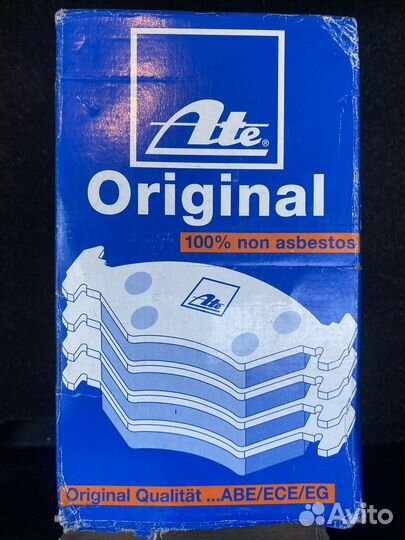 Ate®
Original
100% non asbestos
Ate
Original Qualität ...ABE/ECE/EG
Avito